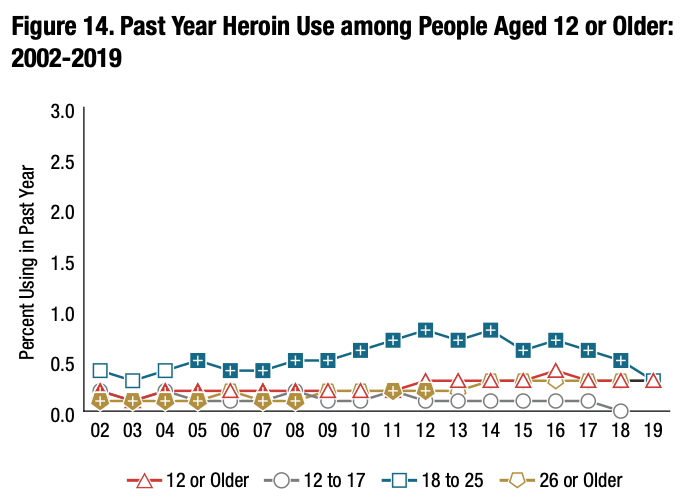 Figure 14. Past Year Heroin Use among People Aged 12 or Older:
2002-2019
Percent Using in Past Year
3.0
2.5
2.0
1.5
1.0
0.5
0.0
02 03 04 05 06 07 08 09 10 11 12 13 14 15 16 17 18 19
12 or Older 12 to 17 18 to 25 26 or Older